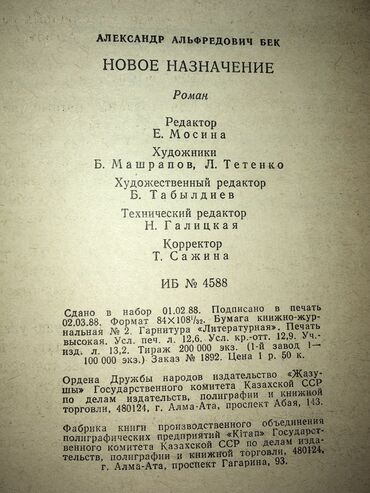 АЛЕКСАНДР АЛЬФРЕДОВИЧ БЕК
НОВОЕ НАЗНАЧЕНИЕ
Роман
Редактор
Е. Мосина
Художники
Б. Машрапов, Л. Тетенко
Художественный редактор
Б. Табылдиев
Технический редактор
Н. Галицкая
Корректор
Т. Сажина
ИБ № 4588
Сдано в набор 01.02 88. Подписано в печать
02.03.88. Формат 84×108¹/₃₂. Бумага книжно-жур-
нальная № 2. Гарнитура «Литературная». Печать
высокая. Усл. печ. л. 12,6. Усл. кр.-отт. 12,9. Уч.-
изд. л. 13,2. Тираж 200 000 экз. (1-й завод 1—
100 000 экз.) Заказ № 1892. Цена 1 р. 50 к.
Ордена Дружбы народов издательство «Жазу-
шы» Государственного комитета Казахской ССР
по делам издательств, полиграфии и книжной
торговли, 480124, г. Алма-Ата, проспект Абая, 143.
Фабрика книги производственного объединения
полиграфических предприятий «Кітап» Государст-
венного комитета Казахской ССР по делам издa-
тельств, полиграфии и книжной торговли, 480124,
г. Алма-Ата, проспект Гагарина, 93.